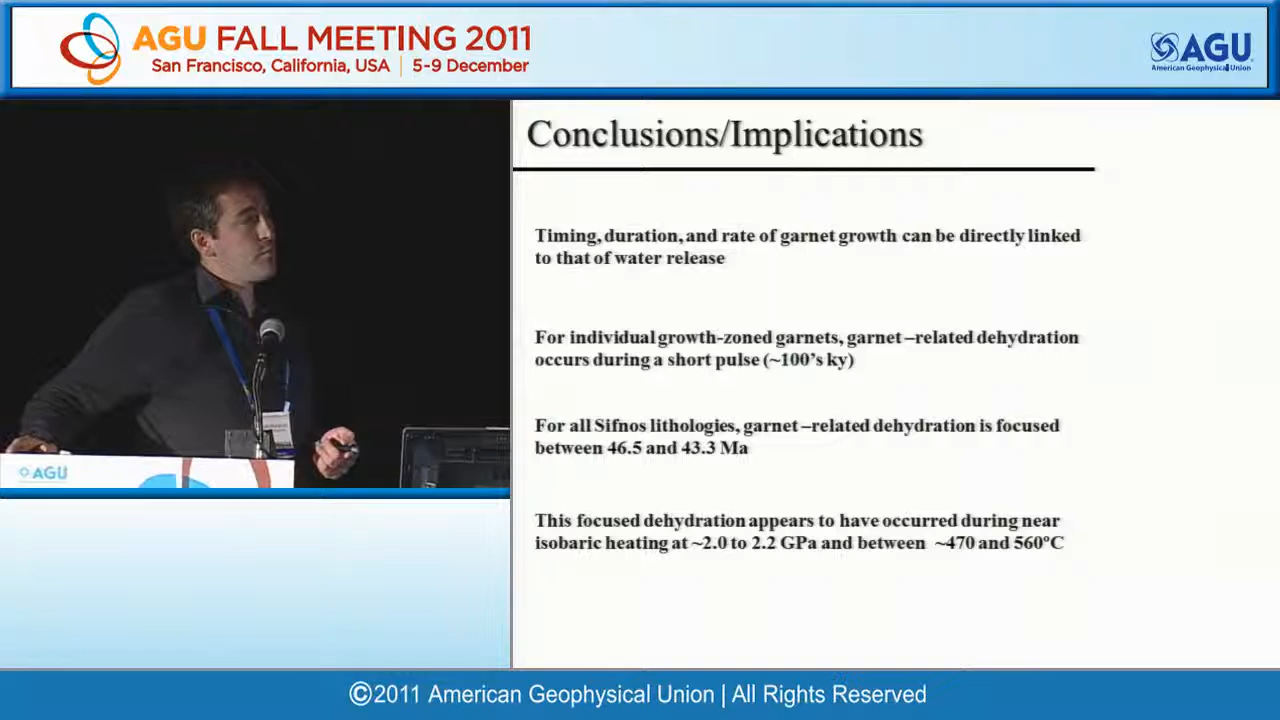 AGU FALL MEETING 2011
San Francisco, California, USA | 5-9 December
AGU
American Geophysical Union
Conclusions/Implications
Timing, duration, and rate of garnet growth can be directly linked
to that of water release
For individual growth-zoned garnets, garnet –related dehydration
occurs during a short pulse (~100's ky)
For all Sifnos lithologies, garnet –related dehydration is focused
between 46.5 and 43.3 Ma
This focused dehydration appears to have occurred during near
isobaric heating at ~2.0 to 2.2 GPa and between ~470 and 560ºC
AGU
©2011 American Geophysical Union | All Rights Reserved